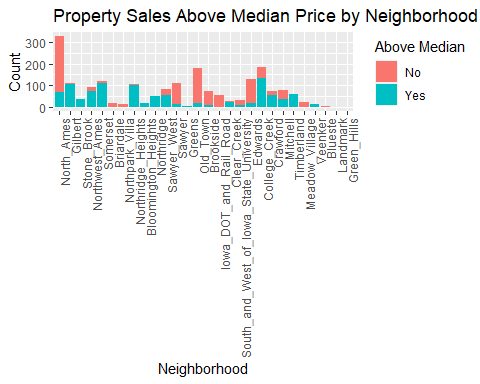 Property Sales Above Median Price by Neighborhood
Count
300
200
100
0
North_Ames
Gilbert
Stone_Brook
Northwest_Ames
Somerset
Briardale
Northpark_Villa
Northridge_Heights
Bloomington_Heights
Northridge
Sawyer_West
Sawyer
Greens
Old_Town
Brookside
Iowa_DOT_and_Rail_Road
Clear_Creek
South_and_West_of_Iowa_State_University
Edwards
College_Creek
Crawford
Mitchell
Timberland
Meadow_Village
Veenker
Bluestem
Landmark
Green_Hills
Neighborhood
Above Median
No
Yes